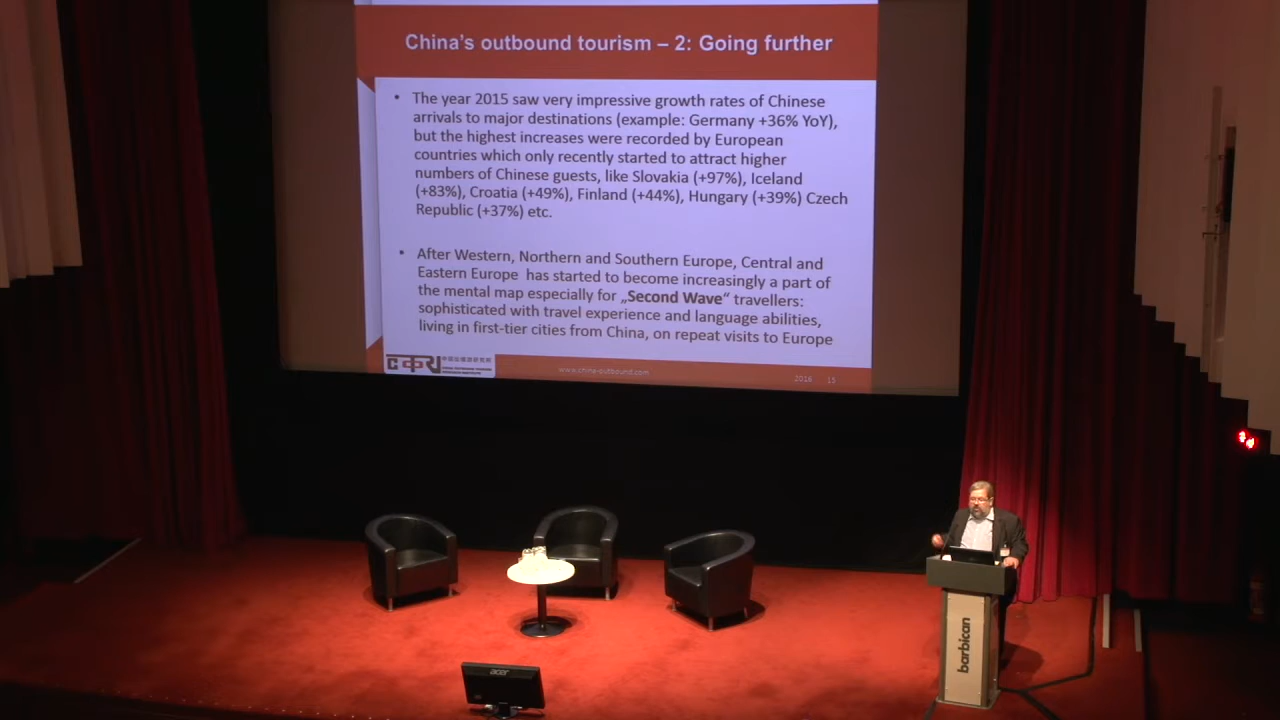 China's outbound tourism – 2: Going further
• The year 2015 saw very impressive growth rates of Chinese
arrivals to major destinations (example: Germany +36% YoY),
but the highest increases were recorded by European
countries which only recently started to attract higher
numbers of Chinese guests, like Slovakia (+97%), Iceland
(+83%), Croatia (+49%), Finland (+44%), Hungary (+39%) Czech
Republic (+37%) etc.
• After Western, Northern and Southern Europe, Central and
Eastern Europe has started to become increasingly a part of
the mental map especially for „Second Wave“ travellers:
sophisticated with travel experience and language abilities,
living in first-tier cities from China, on repeat visits to Europe
www.china-outbound.com
2016 15
barbican
acer